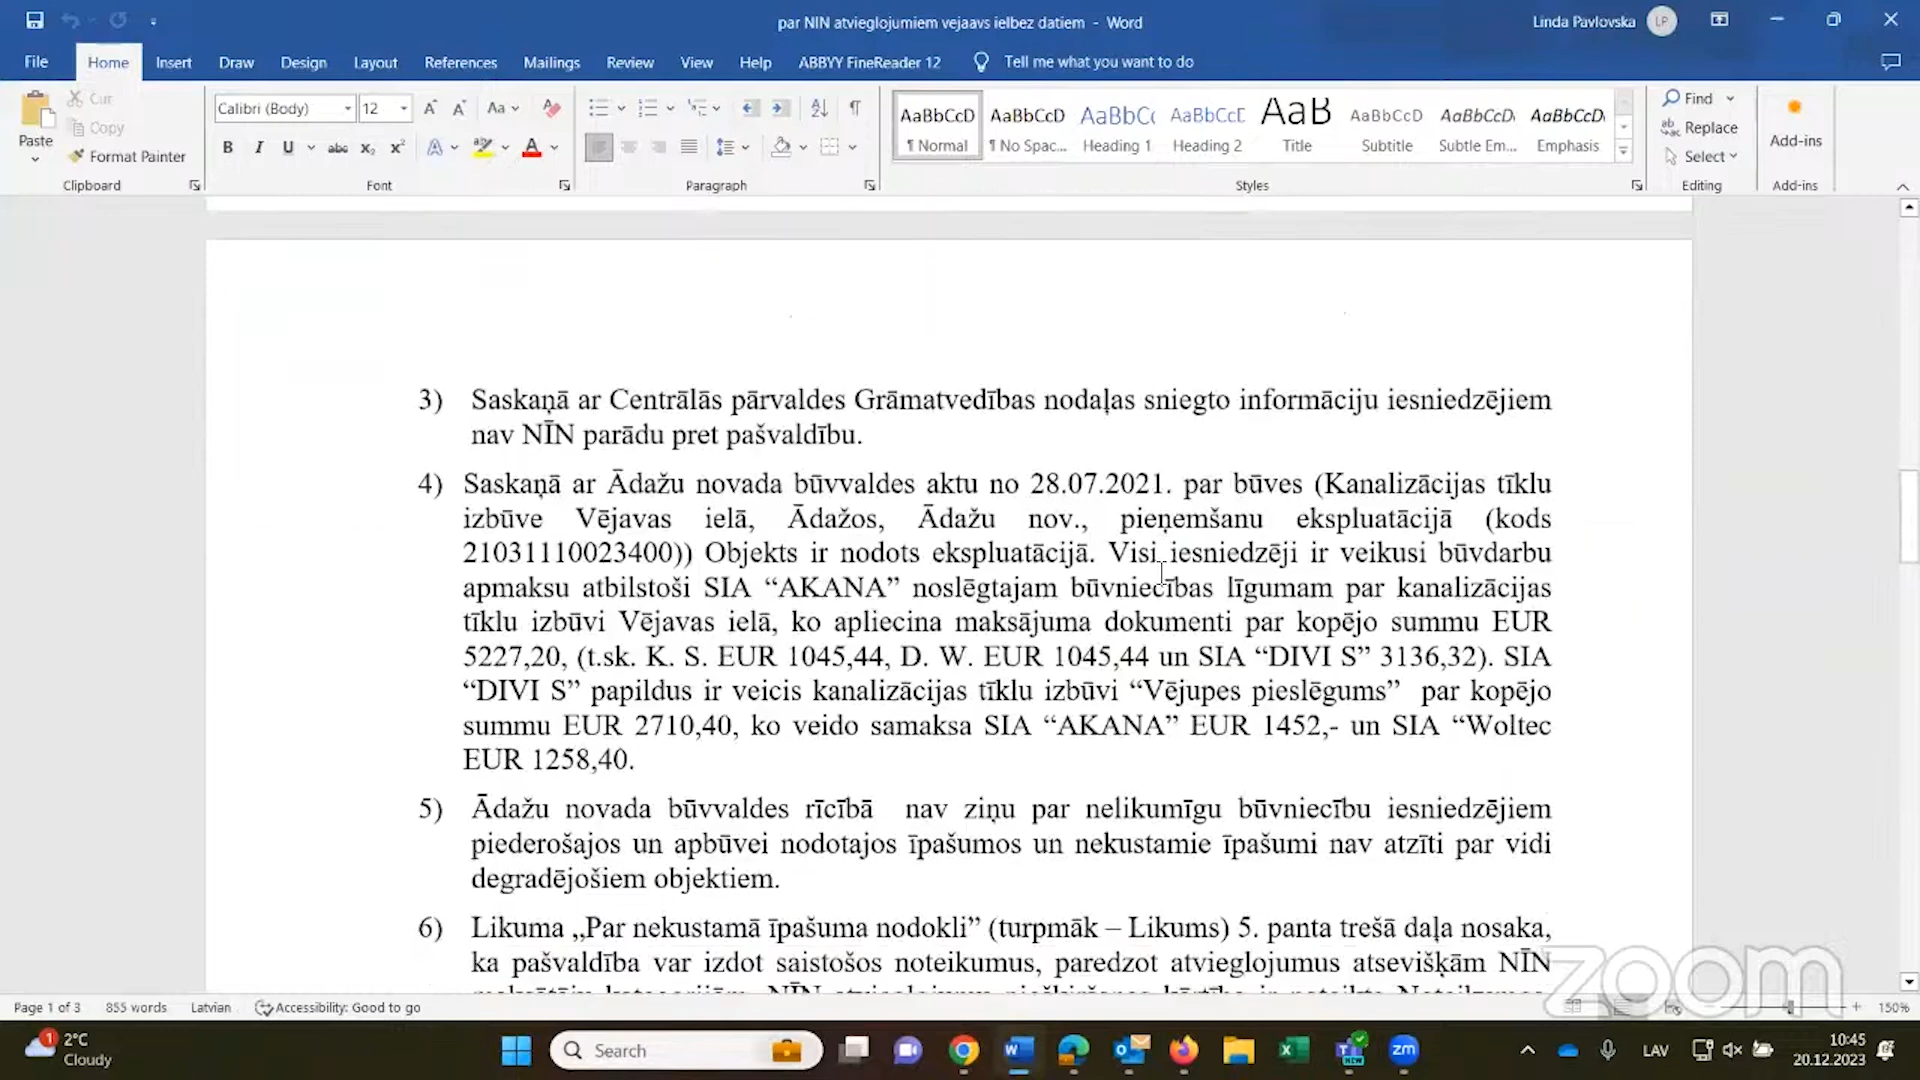 par NIN atvieglojumiem vejaavs ielbez datiem - Word
Linda Pavlovska LP
File Home Insert Draw Design Layout References Mailings Review View Help ABBYY FineReader 12 Tell me what you want to do
Paste Cut Copy Format Painter Clipboard
Calibri (Body) 12 Font
Paragraph
AaBbCcD ¶ Normal
AaBbCcD ¶ No Spac...
AaBbCc Heading 1
AaBbCcD Heading 2
AaB Title
AaBbCcD Subtitle
AaBbCcD Subtle Em...
AaBbCcD Emphasis
Styles
Find Replace Select Editing
Add-ins Add-ins
3) Saskaņā ar Centrālās pārvaldes Grāmatvedības nodaļas sniegto informāciju iesniedzējiem
nav NĪN parādu pret pašvaldību.
4) Saskaņā ar Ādažu novada būvvaldes aktu no 28.07.2021. par būves (Kanalizācijas tīklu
izbūve Vējavas ielā, Ādažos, Ādažu nov., pieņemšanu ekspluatācijā (kods
21031110023400)) Objekts ir nodots ekspluatācijā. Visi iesniedzēji ir veikusi būvdarbu
apmaksu atbilstoši SIA “AKANA” noslēgtajam būvniecības līgumam par kanalizācijas
tīklu izbūvi Vējavas ielā, ko apliecina maksājuma dokumenti par kopējo summu EUR
5227,20, (t.sk. K. S. EUR 1045,44, D. W. EUR 1045,44 un SIA “DIVI S” 3136,32). SIA
“DIVI S” papildus ir veicis kanalizācijas tīklu izbūvi “Vējupes pieslēgums” par kopējo
summu EUR 2710,40, ko veido samaksa SIA “AKANA” EUR 1452,- un SIA “Woltec
EUR 1258,40.
5) Ādažu novada būvvaldes rīcībā nav ziņu par nelikumīgu būvniecību iesniedzējiem
piederošajos un apbūvei nodotajos īpašumos un nekustamie īpašumi nav atzīti par vidi
degradējošiem objektiem.
6) Likuma „Par nekustamā īpašuma nodokli” (turpmāk – Likums) 5. panta trešā daļa nosaka,
ka pašvaldība var izdot saistošos noteikumus, paredzot atvieglojumus atsevišķām NĪN
zoom
Page 1 of 3 855 words Latvian Accessibility: Good to go 150%
1 2°C Cloudy
Search
LAV
10:45
20.12.2023